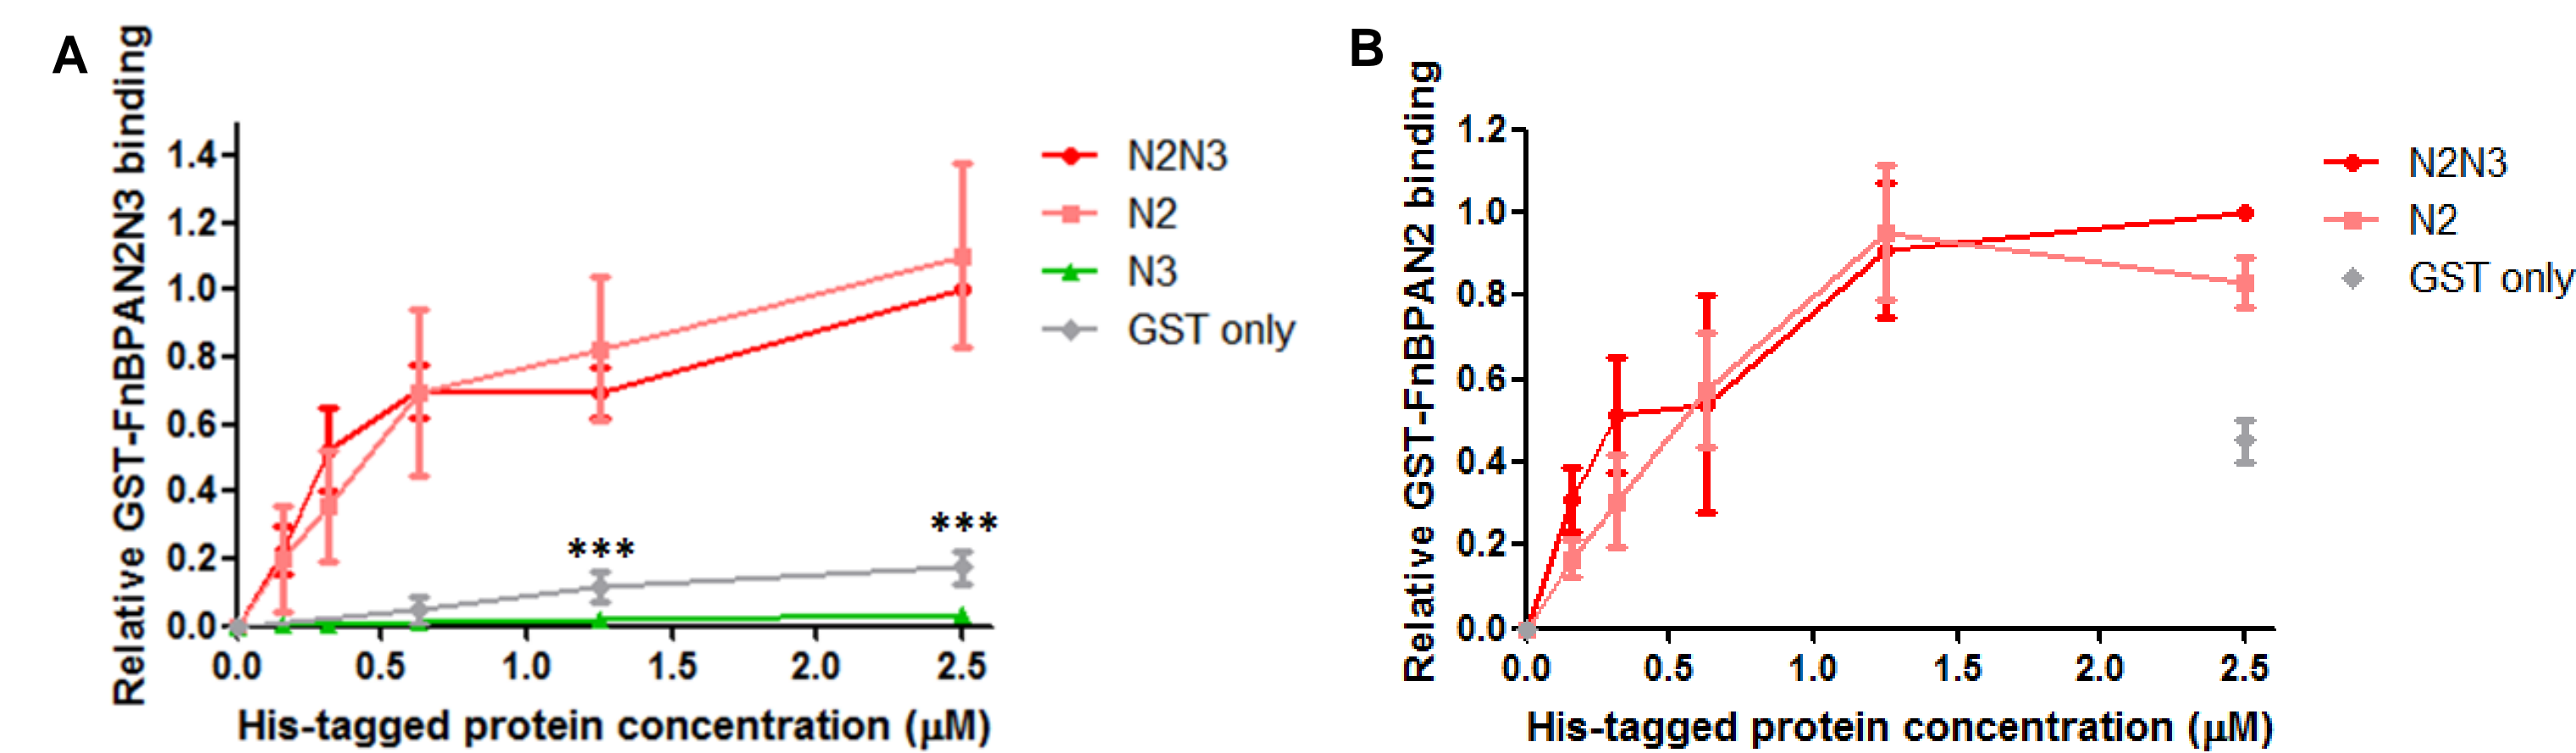 A
Relative GST-FnBPAN2N3 binding
1.4
1.2
1.0
0.8
0.6
0.4
0.2
0.0
0.0 0.5 1.0 1.5 2.0 2.5
His-tagged protein concentration (μM)
***
***
N2N3
N2
N3
GST only
B
Relative GST-FnBPAN2 binding
1.2
1.0
0.8
0.6
0.4
0.2
0.0
0.0 0.5 1.0 1.5 2.0 2.5
His-tagged protein concentration (μM)
N2N3
N2
GST only